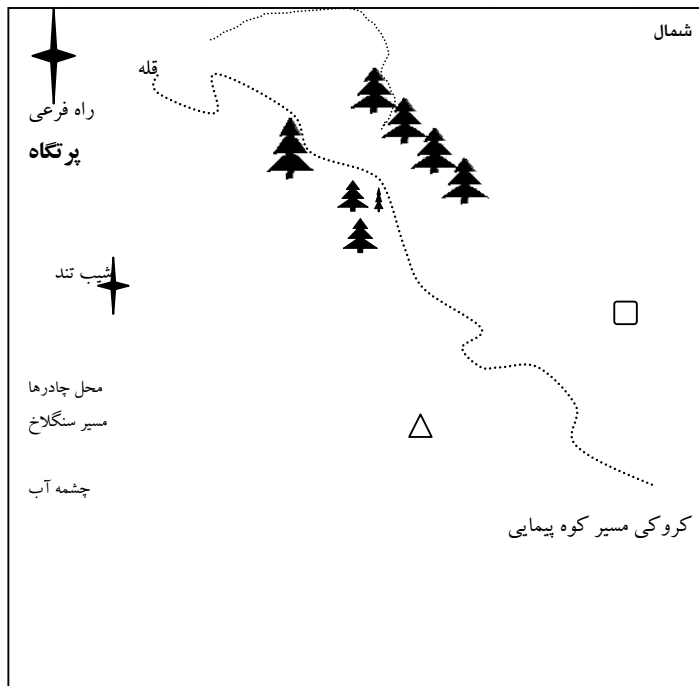 شمال
قله
راه فرعی
پرتگاه
شیب تند
محل چادرها
مسیر سنگلاخ
چشمه آب
کروکی مسیر کوه پیمایی